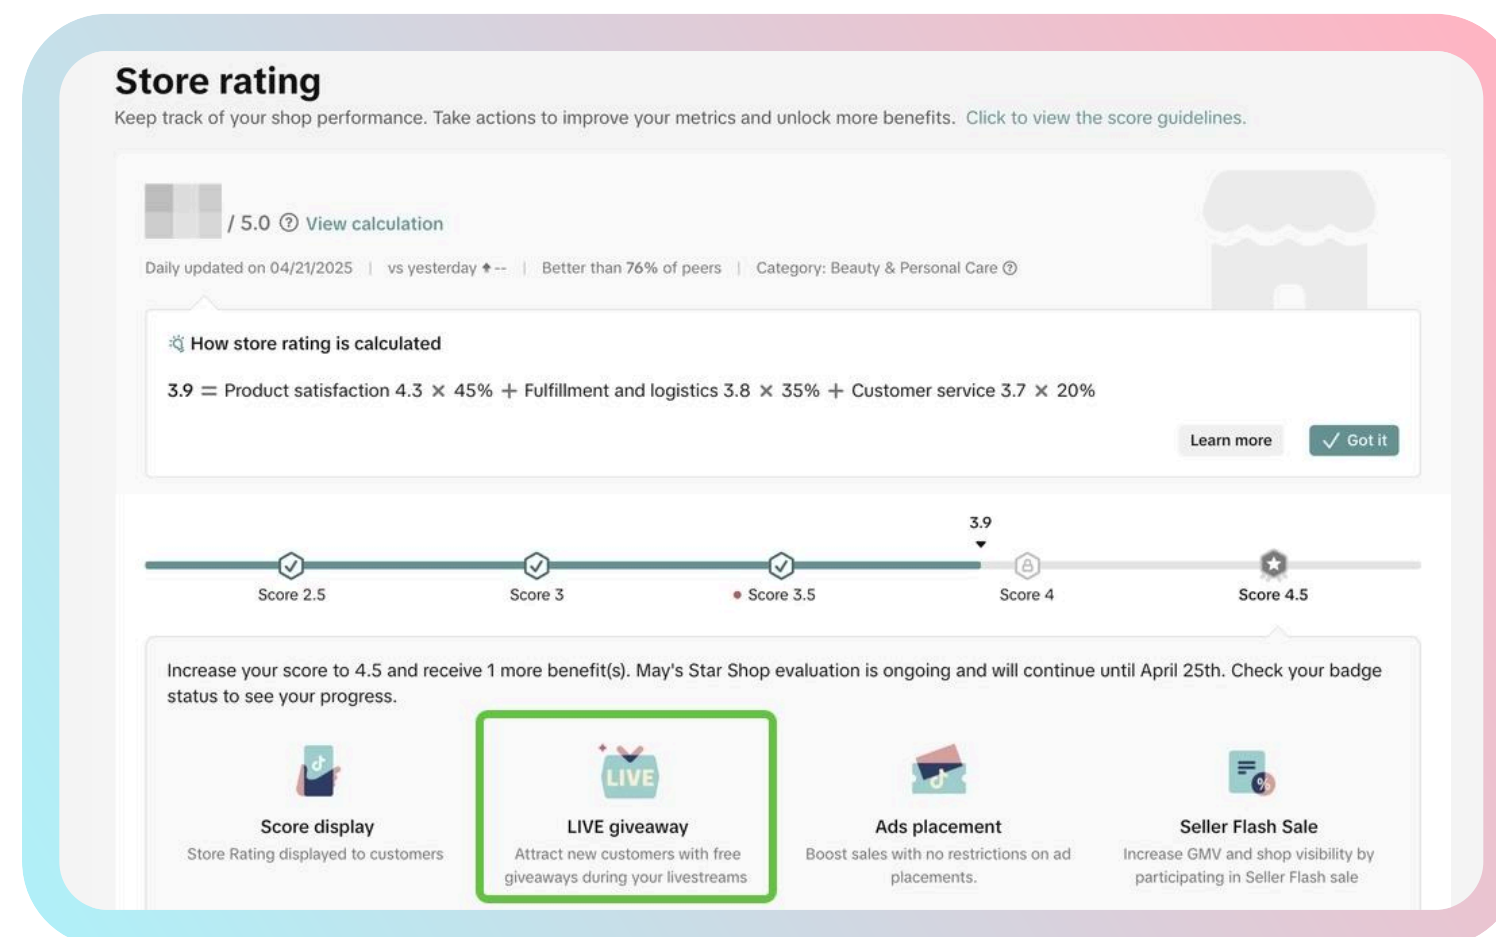 Store rating
Keep track of your shop performance. Take actions to improve your metrics and unlock more benefits. Click to view the score guidelines.
/ 5.0 ? View calculation
Daily updated on 04/21/2025 | vs yesterday -- | Better than 76% of peers | Category: Beauty & Personal Care ?
How store rating is calculated
3.9 = Product satisfaction 4.3 × 45% + Fulfillment and logistics 3.8 × 35% + Customer service 3.7 × 20%
Learn more
Got it
3.9
Score 2.5
Score 3
Score 3.5
Score 4
Score 4.5
Increase your score to 4.5 and receive 1 more benefit(s). May's Star Shop evaluation is ongoing and will continue until April 25th. Check your badge
status to see your progress.
LIVE
%
Score display
Store Rating displayed to customers
LIVE giveaway
Attract new customers with free
giveaways during your livestreams
Ads placement
Boost sales with no restrictions on ad
placements.
Seller Flash Sale
Increase GMV and shop visibility by
participating in Seller Flash sale